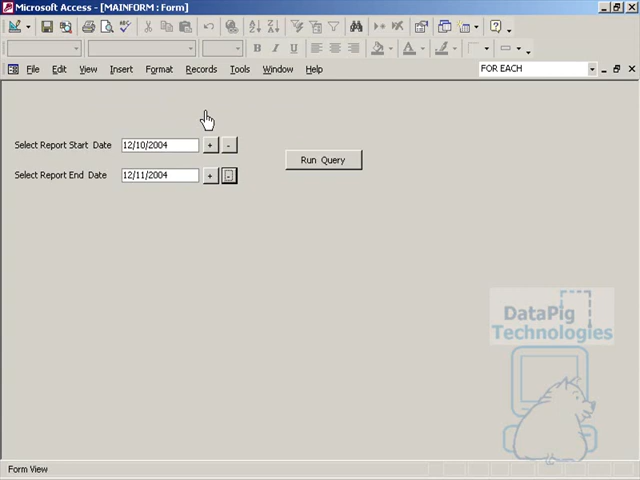 Microsoft Access - [MAINFORM : Form]
File Edit View Insert Format Records Tools Window Help FOR EACH
Select Report Start Date 12/10/2004 + -
Run Query
Select Report End Date 12/11/2004 + -
DataPig
Technologies
Form View